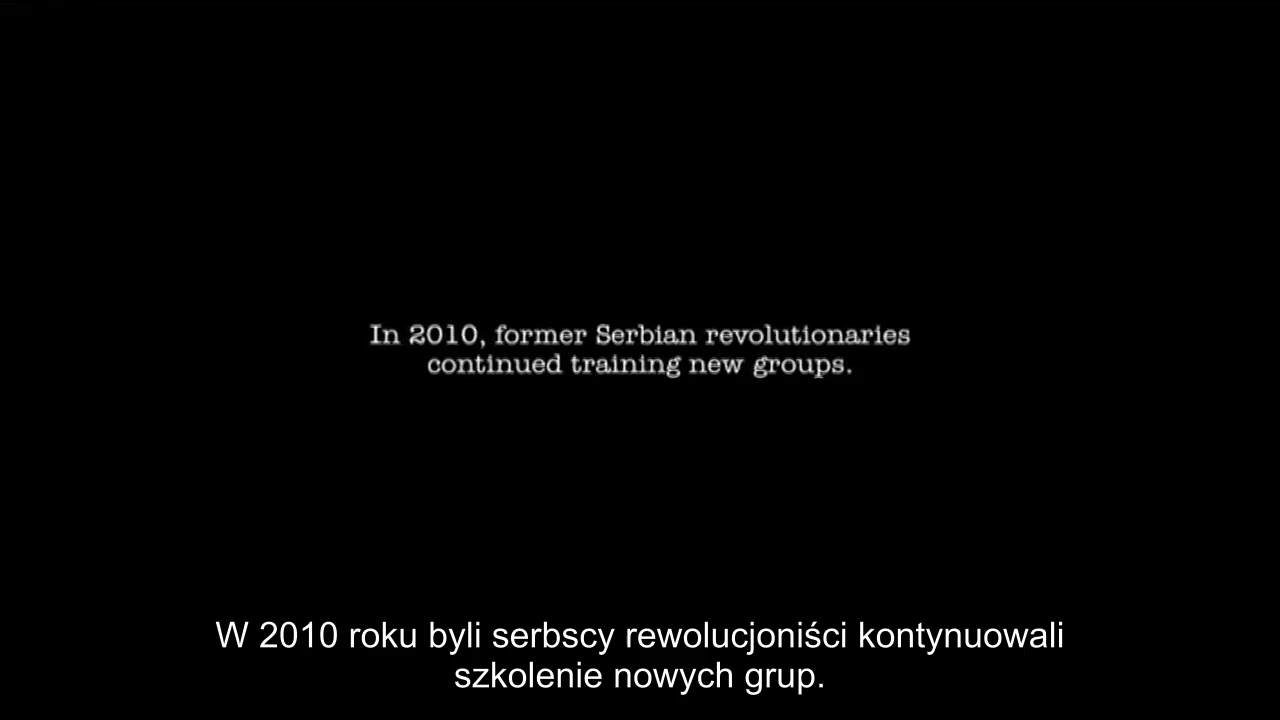 In 2010, former Serbian revolutionaries
continued training new groups.
W 2010 roku byli serbscy rewolucjoniści kontynuowali
szkolenie nowych grup.